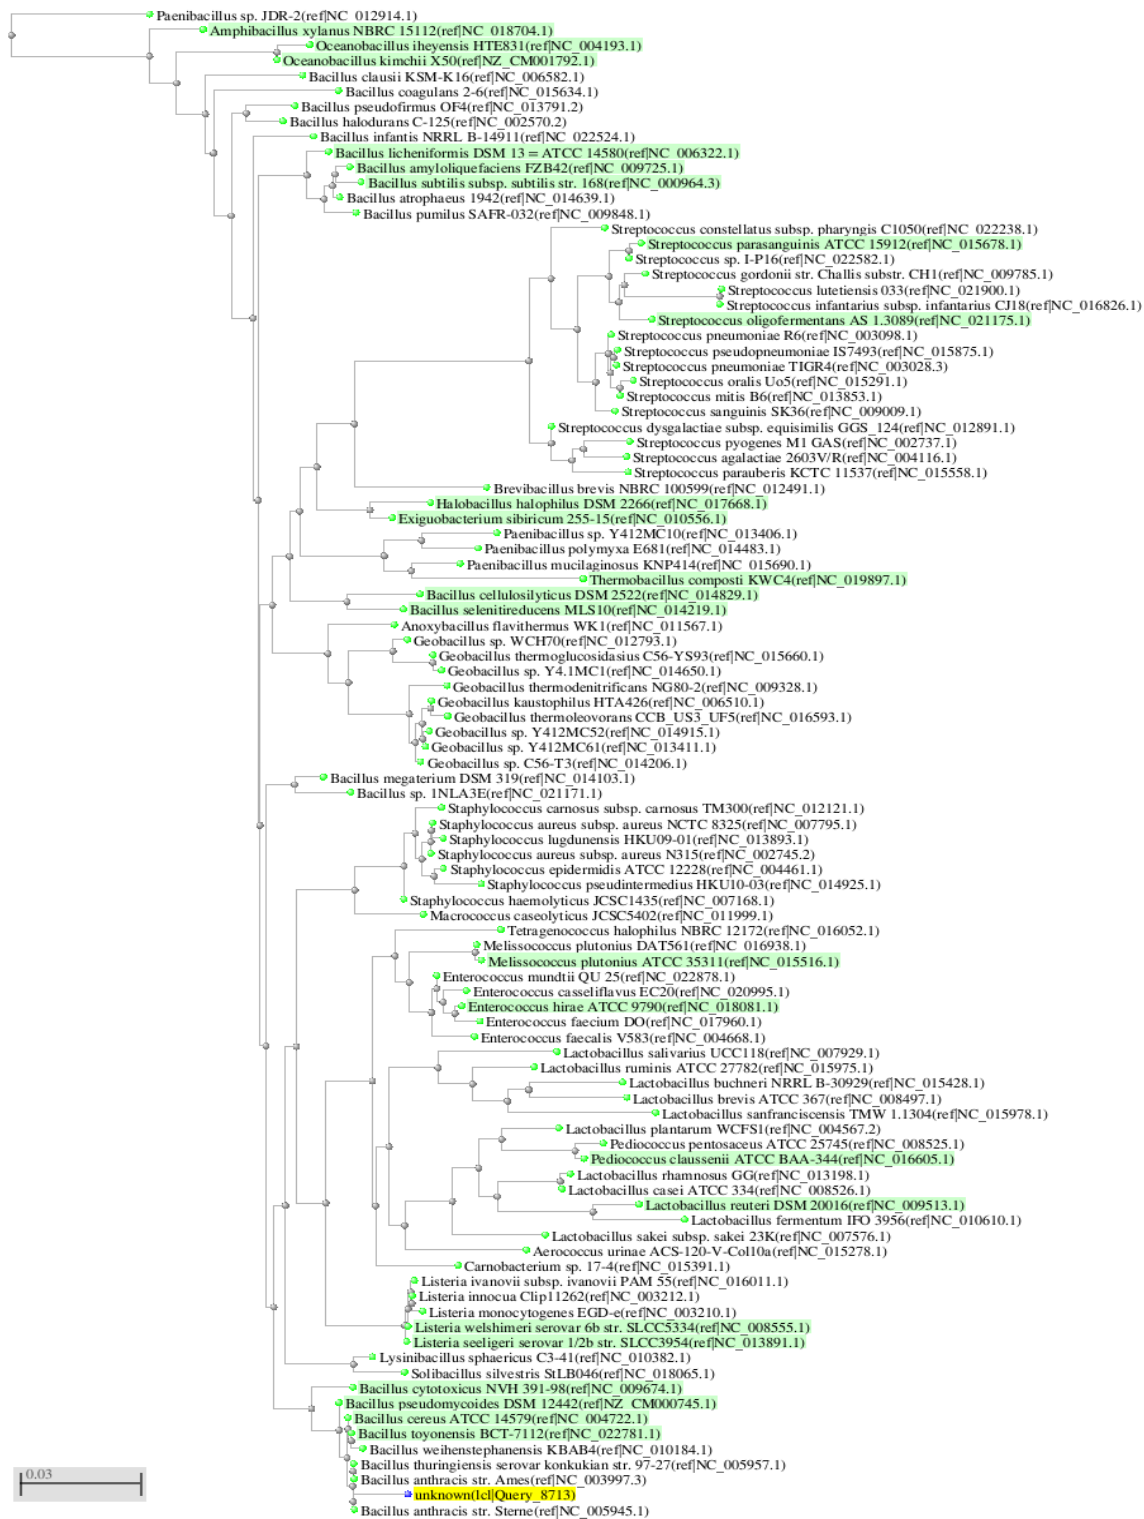 Paenibacillus sp. JDR-2(ref|NC_012914.1)
Amphibacillus xylanus NBRC 15112(ref|NC_018704.1)
Oceanobacillus iheyensis HTE831(ref|NC_004193.1)
Oceanobacillus kimchii X50(ref|NZ_CM001792.1)
Bacillus clausii KSM-K16(ref|NC_006582.1)
Bacillus coagulans 2-6(ref|NC_015634.1)
Bacillus pseudofirmus OF4(ref|NC_013791.2)
Bacillus halodurans C-125(ref|NC_002570.2)
Bacillus infantis NRRL B-14911(ref|NC_022524.1)
Bacillus licheniformis DSM 13 = ATCC 14580(ref|NC_006322.1)
Bacillus amyloliquefaciens FZB42(ref|NC_009725.1)
Bacillus subtilis subsp. subtilis str. 168(ref|NC_000964.3)
Bacillus atrophaeus 1942(ref|NC_014639.1)
Bacillus pumilus SAFR-032(ref|NC_009848.1)
Streptococcus constellatus subsp. pharyngis C1050(ref|NC_022238.1)
Streptococcus parasanguinis ATCC 15912(ref|NC_015678.1)
Streptococcus sp. I-P16(ref|NC_022582.1)
Streptococcus gordonii str. Challis substr. CH1(ref|NC_009785.1)
Streptococcus lutetiensis 033(ref|NC_021900.1)
Streptococcus infantarius subsp. infantarius CJ18(ref|NC_016826.1)
Streptococcus oligofermentans AS 1.3089(ref|NC_021175.1)
Streptococcus pneumoniae R6(ref|NC_003098.1)
Streptococcus pseudopneumoniae IS7493(ref|NC_015875.1)
Streptococcus pneumoniae TIGR4(ref|NC_003028.3)
Streptococcus oralis Uo5(ref|NC_015291.1)
Streptococcus mitis B6(ref|NC_013853.1)
Streptococcus sanguinis SK36(ref|NC_009009.1)
Streptococcus dysgalactiae subsp. equisimilis GGS_124(ref|NC_012891.1)
Streptococcus pyogenes M1 GAS(ref|NC_002737.1)
Streptococcus agalactiae 2603V/R(ref|NC_004116.1)
Streptococcus parauberis KCTC 11537(ref|NC_015558.1)
Brevibacillus brevis NBRC 100599(ref|NC_012491.1)
Halobacillus halophilus DSM 2266(ref|NC_017668.1)
Exiguobacterium sibiricum 255-15(ref|NC_010556.1)
Paenibacillus sp. Y412MC10(ref|NC_013406.1)
Paenibacillus polymyxa E681(ref|NC_014483.1)
Paenibacillus mucilaginosus KNP414(ref|NC_015690.1)
Thermobacillus composti KWC4(ref|NC_019897.1)
Bacillus cellulosilyticus DSM 2522(ref|NC_014829.1)
Bacillus selenitireducens MLS10(ref|NC_014219.1)
Anoxybacillus flavithermus WK1(ref|NC_011567.1)
Geobacillus sp. WCH70(ref|NC_012793.1)
Geobacillus thermoglucosidasius C56-YS93(ref|NC_015660.1)
Geobacillus sp. Y4.1MC1(ref|NC_014650.1)
Geobacillus thermodenitrificans NG80-2(ref|NC_009328.1)
Geobacillus kaustophilus HTA426(ref|NC_006510.1)
Geobacillus thermoleovorans CCB_US3_UF5(ref|NC_016593.1)
Geobacillus sp. Y412MC52(ref|NC_014915.1)
Geobacillus sp. Y412MC61(ref|NC_013411.1)
Geobacillus sp. C56-T3(ref|NC_014206.1)
Bacillus megaterium DSM 319(ref|NC_014103.1)
Bacillus sp. 1NLA3E(ref|NC_021171.1)
Staphylococcus carnosus subsp. carnosus TM300(ref|NC_012121.1)
Staphylococcus aureus subsp. aureus NCTC 8325(ref|NC_007795.1)
Staphylococcus lugdunensis HKU09-01(ref|NC_013893.1)
Staphylococcus aureus subsp. aureus N315(ref|NC_002745.2)
Staphylococcus epidermidis ATCC 12228(ref|NC_004461.1)
Staphylococcus pseudintermedius HKU10-03(ref|NC_014925.1)
Staphylococcus haemolyticus JCSC1435(ref|NC_007168.1)
Macrococcus caseolyticus JCSC5402(ref|NC_011999.1)
Tetragenococcus halophilus NBRC 12172(ref|NC_016052.1)
Melissococcus plutonius DAT561(ref|NC_016938.1)
Melissococcus plutonius ATCC 35311(ref|NC_015516.1)
Enterococcus mundtii QU 25(ref|NC_022878.1)
Enterococcus casseliflavus EC20(ref|NC_020995.1)
Enterococcus hirae ATCC 9790(ref|NC_018081.1)
Enterococcus faecium DO(ref|NC_017960.1)
Enterococcus faecalis V583(ref|NC_004668.1)
Lactobacillus salivarius UCC118(ref|NC_007929.1)
Lactobacillus ruminis ATCC 27782(ref|NC_015975.1)
Lactobacillus buchneri NRRL B-30929(ref|NC_015428.1)
Lactobacillus brevis ATCC 367(ref|NC_008497.1)
Lactobacillus sanfranciscensis TMW 1.1304(ref|NC_015978.1)
Lactobacillus plantarum WCFS1(ref|NC_004567.2)
Pediococcus pentosaceus ATCC 25745(ref|NC_008525.1)
Pediococcus claussenii ATCC BAA-344(ref|NC_016605.1)
Lactobacillus rhamnosus GG(ref|NC_013198.1)
Lactobacillus casei ATCC 334(ref|NC_008526.1)
Lactobacillus reuteri DSM 20016(ref|NC_009513.1)
Lactobacillus fermentum IFO 3956(ref|NC_010610.1)
Lactobacillus sakei subsp. sakei 23K(ref|NC_007576.1)
Aerococcus urinae ACS-120-V-Col10a(ref|NC_015278.1)
Carnobacterium sp. 17-4(ref|NC_015391.1)
Listeria ivanovii subsp. ivanovii PAM 55(ref|NC_016011.1)
Listeria innocua Clip11262(ref|NC_003212.1)
Listeria monocytogenes EGD-e(ref|NC_003210.1)
Listeria welshimeri serovar 6b str. SLCC5334(ref|NC_008555.1)
Listeria seeligeri serovar 1/2b str. SLCC3954(ref|NC_013891.1)
Lysinibacillus sphaericus C3-41(ref|NC_010382.1)
Solibacillus silvestris StLB046(ref|NC_018065.1)
Bacillus cytotoxicus NVH 391-98(ref|NC_009674.1)
Bacillus pseudomycoides DSM 12442(ref|NZ_CM000745.1)
Bacillus cereus ATCC 14579(ref|NC_004722.1)
Bacillus toyonensis BCT-7112(ref|NC_022781.1)
Bacillus weihenstephanensis KBAB4(ref|NC_010184.1)
Bacillus thuringiensis serovar konkukian str. 97-27(ref|NC_005957.1)
Bacillus anthracis str. Ames(ref|NC_003997.3)
unknown(lcl|Query_8713)
Bacillus anthracis str. Sterne(ref|NC_005945.1)
0.03